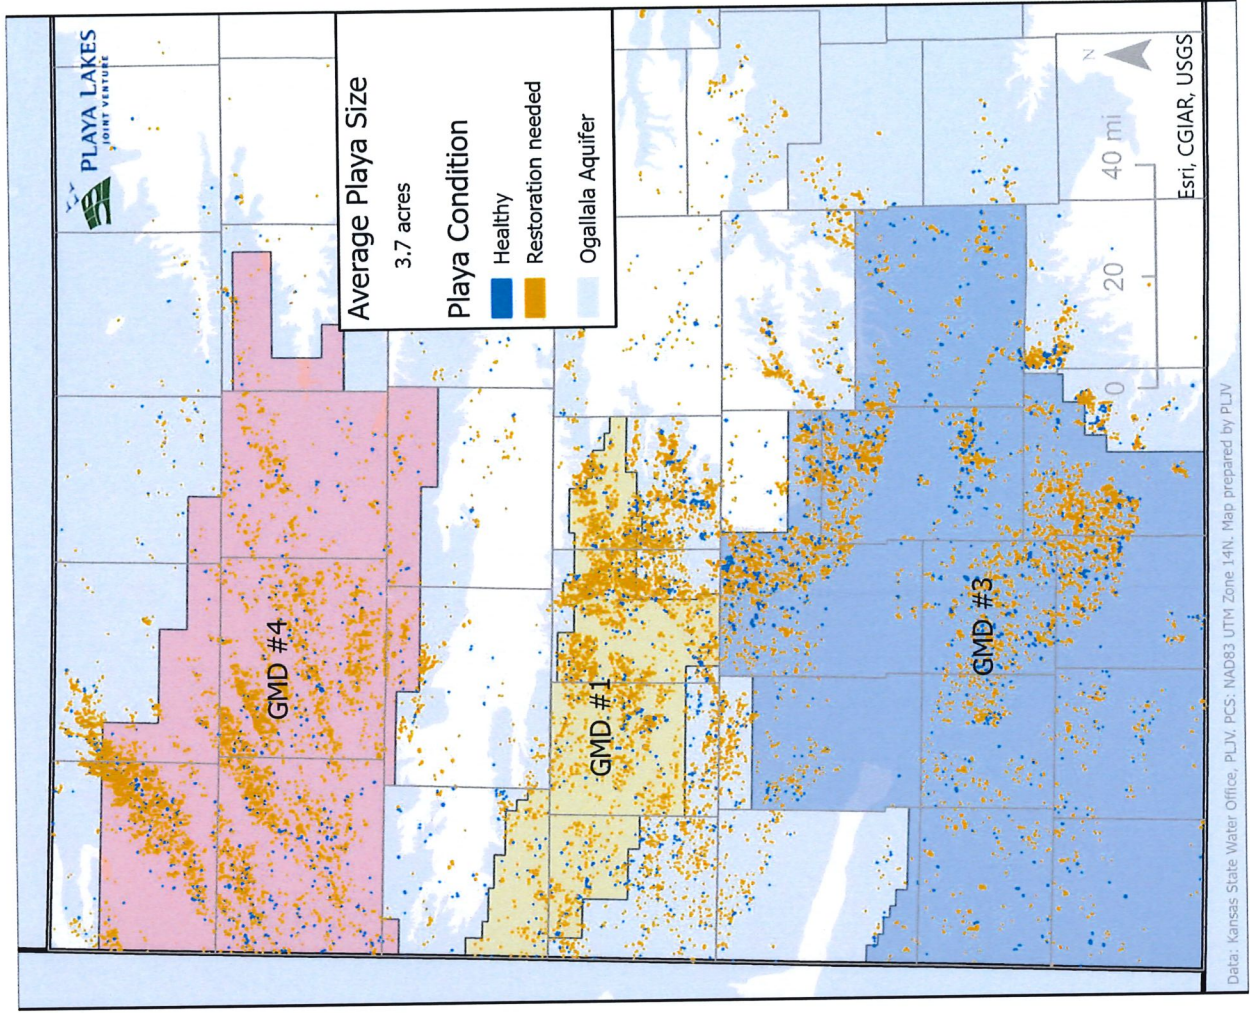 PLAYA LAKES
JOINT VENTURE
Average Playa Size
3.7 acres
Playa Condition
Healthy
Restoration needed
Ogallala Aquifer
GMD #4
GMD #1
GMD #3
N
0 20 40 mi
Esri, CGIAR, USGS
Data: Kansas State Water Office, PLJV. PCS: NAD83 UTM Zone 14N. Map prepared by PLJV